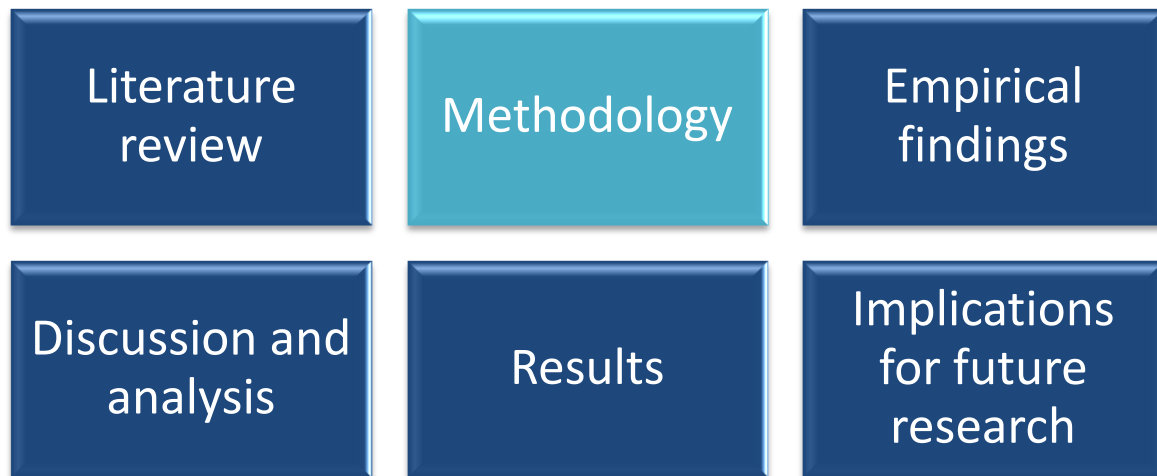 Literature
review
Methodology
Empirical
findings
Discussion and
analysis
Results
Implications
for future
research